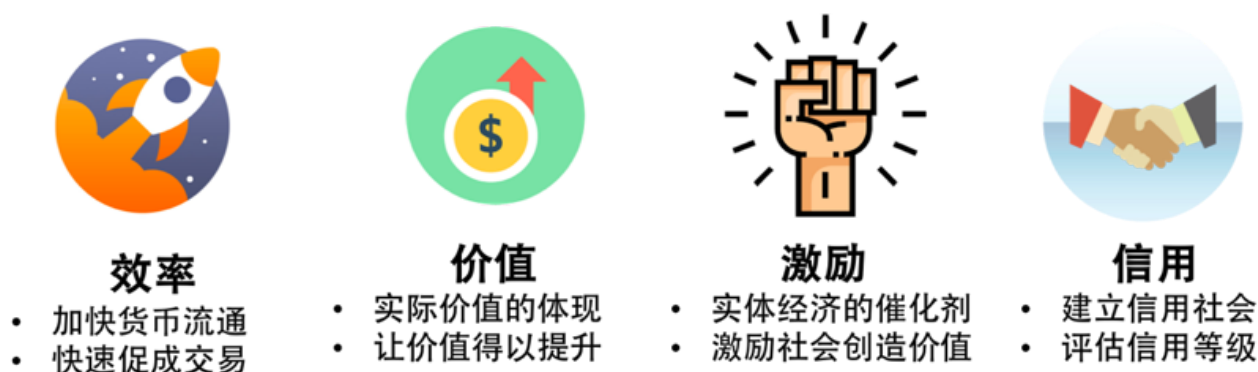 效率
• 加快货币流通
• 快速促成交易
价值
• 实际价值的体现
• 让价值得以提升
激励
• 实体经济的催化剂
• 激励社会创造价值
信用
• 建立信用社会
• 评估信用等级
$